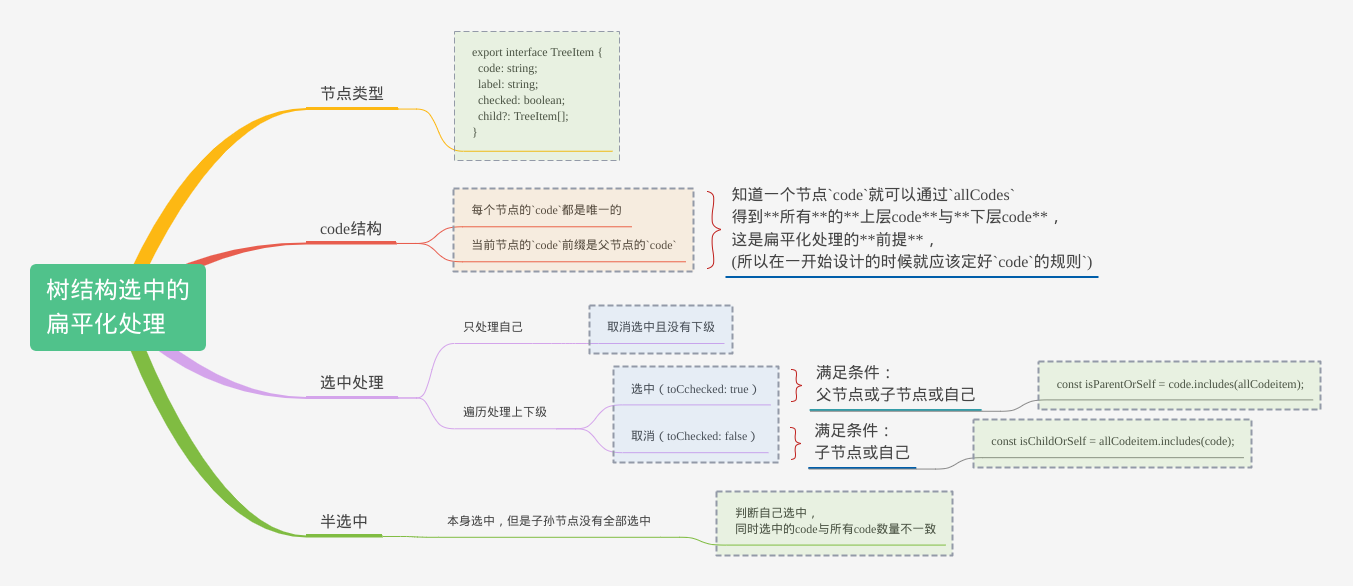 树结构选中的
扁平化处理
节点类型
export interface TreeItem {
code: string;
label: string;
checked: boolean;
child?: TreeItem[];
}
code结构
每个节点的`code`都是唯一的
当前节点的`code`前缀是父节点的`code`
知道一个节点`code`就可以通过`allCodes`
得到**所有**的**上层code**与**下层code**，
这是扁平化处理的**前提**，
(所以在一开始设计的时候就应该定好`code`的规则`)
选中处理
只处理自己
取消选中且没有下级
遍历处理上下级
选中（toCchecked: true）
满足条件：
父节点或子节点或自己
const isParentOrSelf = code.includes(allCodeitem);
取消（toChecked: false）
满足条件：
子节点或自己
const isChildOrSelf = allCodeitem.includes(code);
半选中
本身选中，但是子孙节点没有全部选中
判断自己选中，
同时选中的code与所有code数量不一致